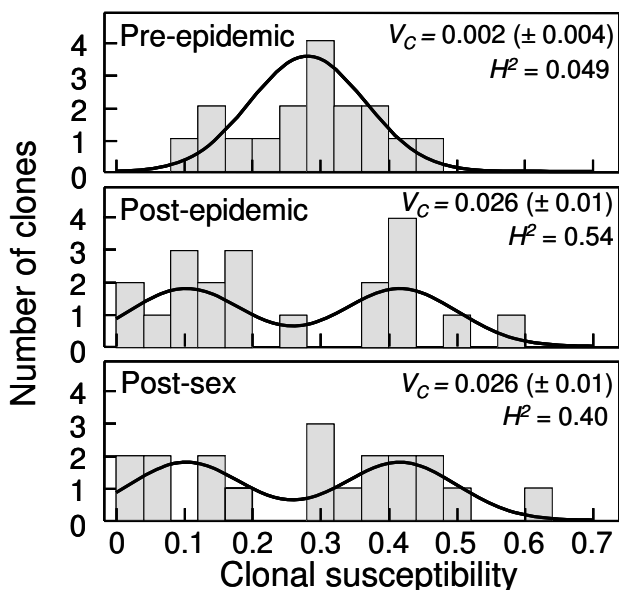 Number of clones
Pre-epidemic
V_C = 0.002 (± 0.004)
H² = 0.049
4
3
2
1
0
Post-epidemic
V_C = 0.026 (± 0.01)
H² = 0.54
4
3
2
1
0
Post-sex
V_C = 0.026 (± 0.01)
H² = 0.40
4
3
2
1
0
0 0.1 0.2 0.3 0.4 0.5 0.6 0.7
Clonal susceptibility